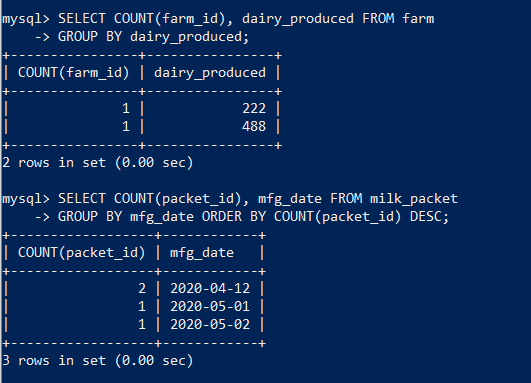 mysql> SELECT COUNT(farm_id), dairy_produced FROM farm
    -> GROUP BY dairy_produced;
+----------------+----------------+
| COUNT(farm_id) | dairy_produced |
+----------------+----------------+
|              1 |            222 |
|              1 |            488 |
+----------------+----------------+
2 rows in set (0.00 sec)

mysql> SELECT COUNT(packet_id), mfg_date FROM milk_packet
    -> GROUP BY mfg_date ORDER BY COUNT(packet_id) DESC;
+------------------+------------+
| COUNT(packet_id) | mfg_date   |
+------------------+------------+
|                2 | 2020-04-12 |
|                1 | 2020-05-01 |
|                1 | 2020-05-02 |
+------------------+------------+
3 rows in set (0.00 sec)